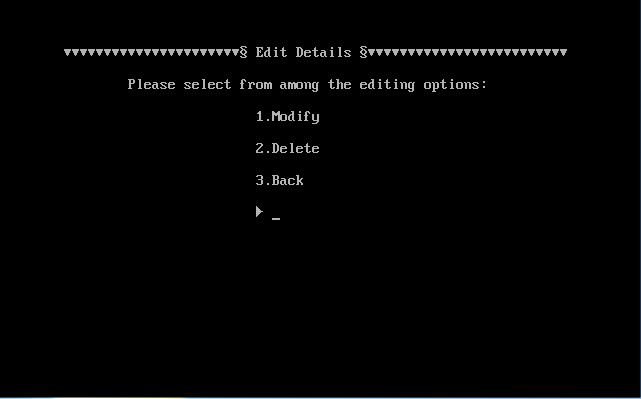 ▼▼▼▼▼▼▼▼▼▼▼▼▼▼▼▼▼▼▼▼▼▼§ Edit Details §▼▼▼▼▼▼▼▼▼▼▼▼▼▼▼▼▼▼▼▼▼▼▼▼▼
Please select from among the editing options:
1.Modify
2.Delete
3.Back
► _